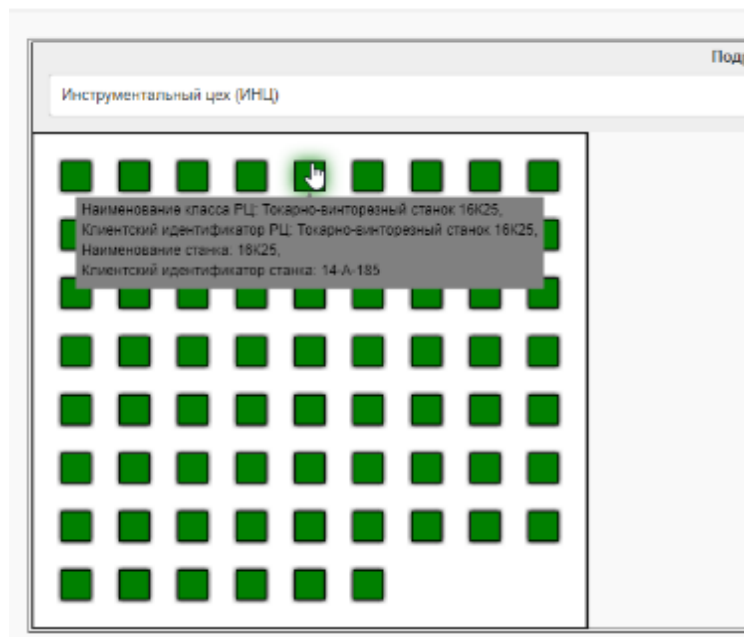 Инструментальный цех (ИНЦ)
Наименование класса РЦ: Токарно-винторезный станок 16К25,
Клиентский идентификатор РЦ: Токарно-винторезный станок 16К25,
Наименование станка: 16К25,
Клиентский идентификатор станка: 14-А-185